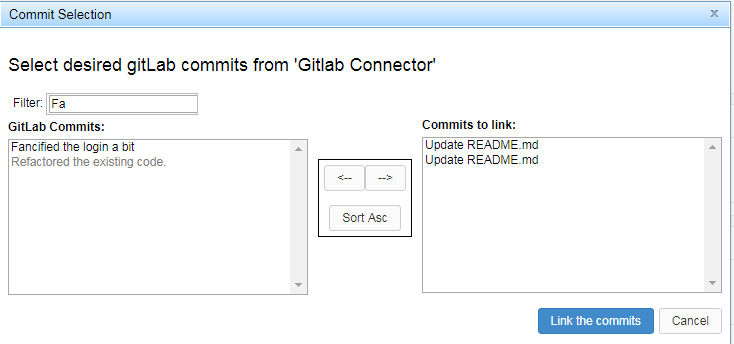 Commit Selection
x
Select desired gitLab commits from 'Gitlab Connector'
Filter: Fa
GitLab Commits:
Fancified the login a bit
Refactored the existing code.
<-- -->
Sort Asc
Commits to link:
Update README.md
Update README.md
Link the commits Cancel